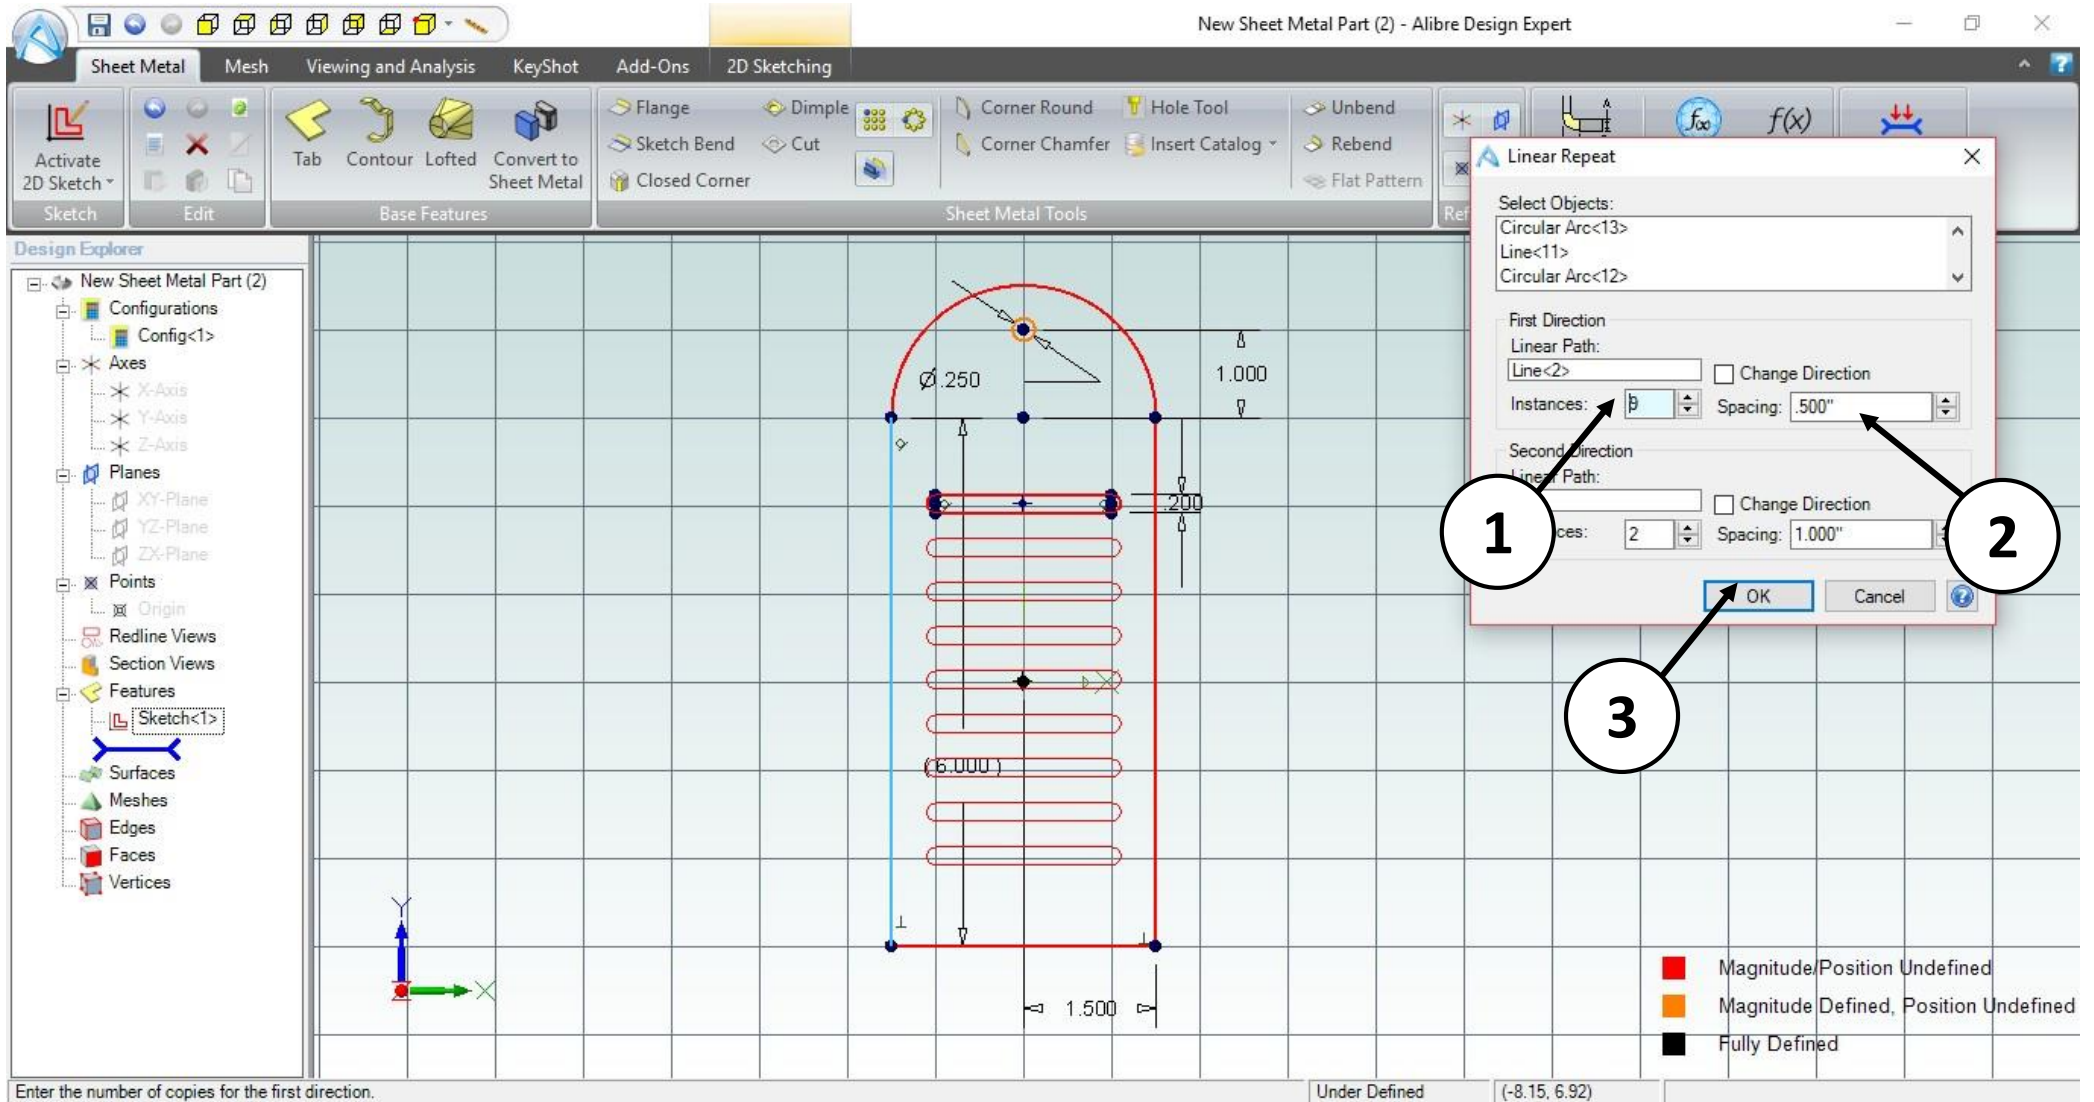 New Sheet Metal Part (2) - Alibre Design Expert
Sheet Metal Mesh Viewing and Analysis KeyShot Add-Ons 2D Sketching
Activate
2D Sketch
Sketch
Edit
Tab Contour Lofted Convert to
Sheet Metal
Base Features
Flange Dimple
Sketch Bend Cut
Closed Corner
Corner Round Hole Tool
Corner Chamfer Insert Catalog
Unbend
Rebend
Flat Pattern
Sheet Metal Tools
Ref
f(x)
A
Design Explorer
New Sheet Metal Part (2)
Configurations
Config<1>
Axes
X-Axis
Y-Axis
Z-Axis
Planes
XY-Plane
YZ-Plane
ZX-Plane
Points
Origin
Redline Views
Section Views
Features
Sketch<1>
Surfaces
Meshes
Edges
Faces
Vertices
Linear Repeat
Select Objects:
Circular Arc<13>
Line<11>
Circular Arc<12>
First Direction
Linear Path:
Line<2>
Change Direction
Instances: 9 Spacing: .500"
Second Direction
Linear Path:
Change Direction
ces: 2 Spacing: 1.000"
OK Cancel
1
2
3
Ø.250
1.000
.200
(6.000)
1.500
Y
X
X
Magnitude/Position Undefined
Magnitude Defined, Position Undefined
Fully Defined
Enter the number of copies for the first direction.
Under Defined
(-8.15, 6.92)